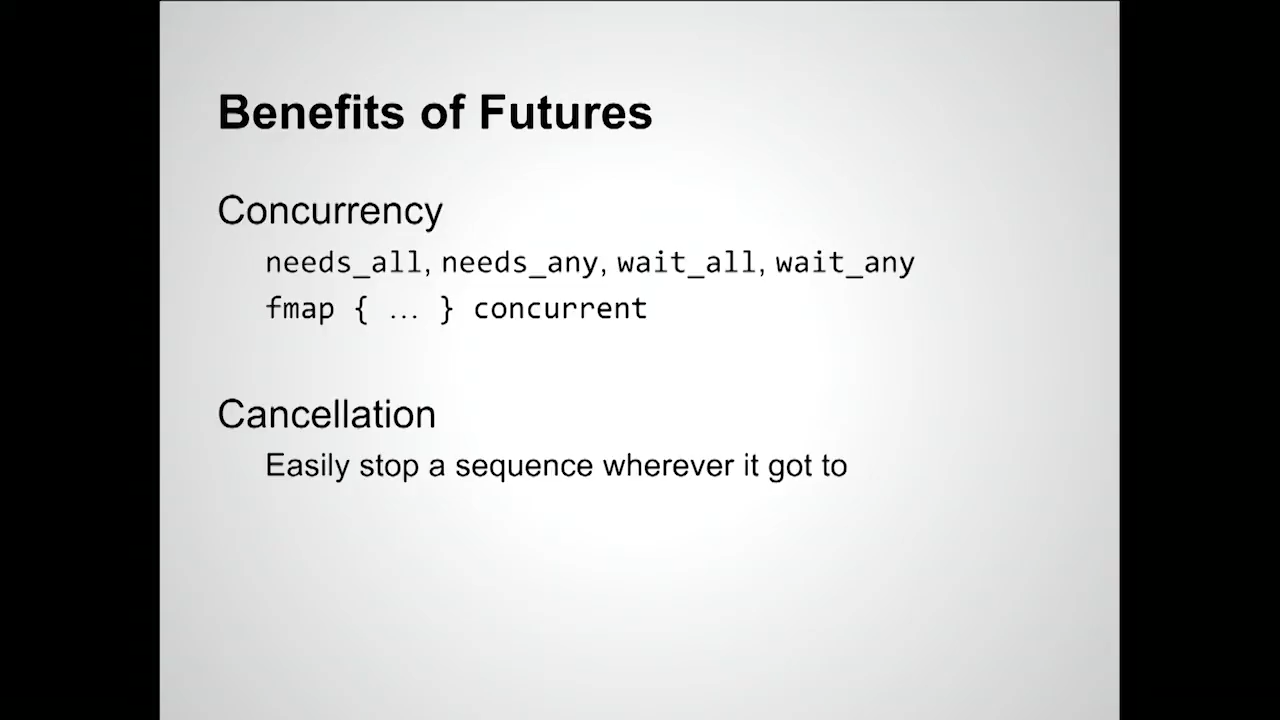 Benefits of Futures
Concurrency
needs_all, needs_any, wait_all, wait_any
fmap { … } concurrent
Cancellation
Easily stop a sequence wherever it got to